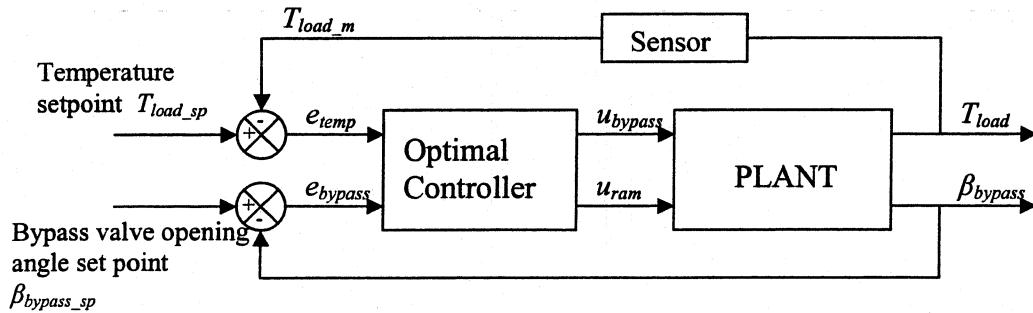 T_load_m
Sensor
Temperature
setpoint T_load_sp
-
+
e_temp
u_bypass
T_load
Optimal
Controller
PLANT
+
-
e_bypass
u_ram
β_bypass
Bypass valve opening
angle set point
β_bypass_sp